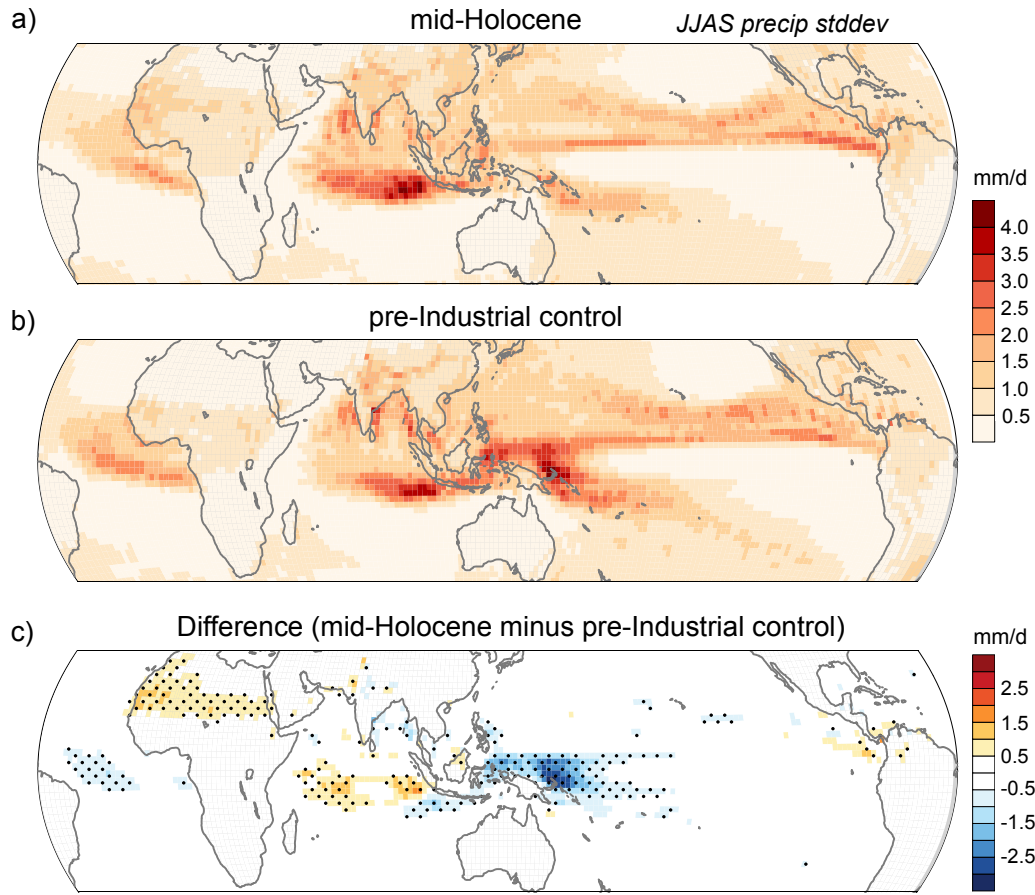 a)
mid-Holocene
JJAS precip stddev
mm/d
4.0
3.5
3.0
2.5
2.0
1.5
1.0
0.5
b)
pre-Industrial control
c)
Difference (mid-Holocene minus pre-Industrial control)
mm/d
2.5
1.5
0.5
-0.5
-1.5
-2.5